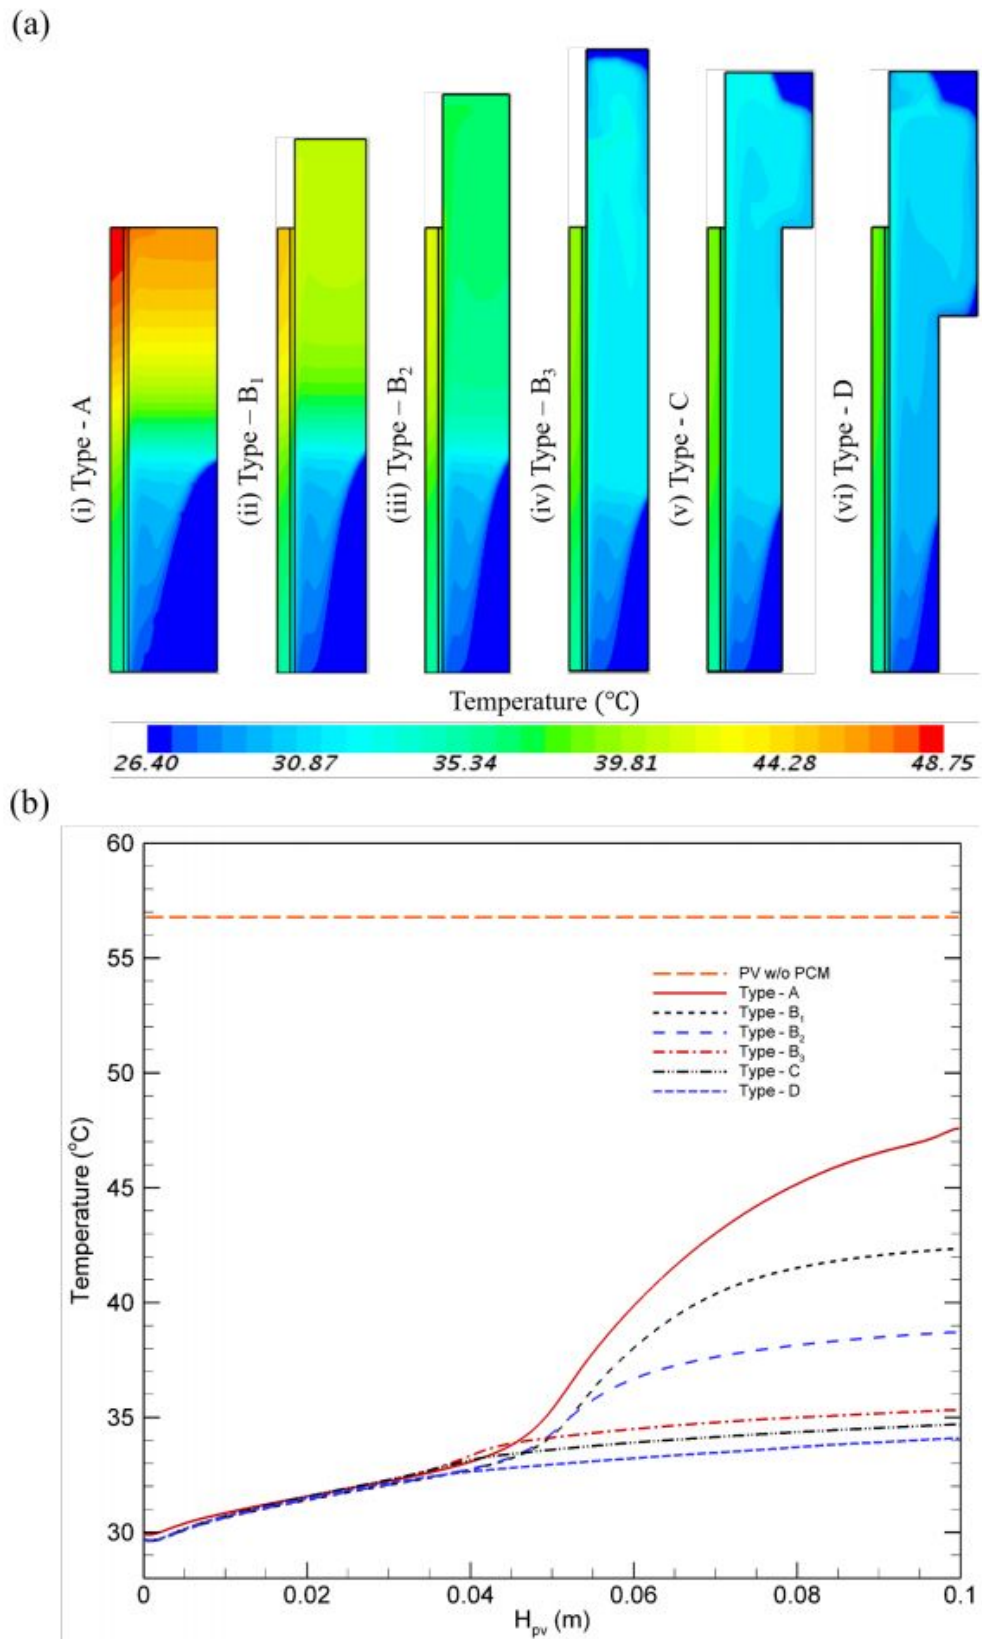 (a)
(i) Type - A
(ii) Type – B₁
(iii) Type – B₂
(iv) Type – B₃
(v) Type - C
(vi) Type - D
Temperature (°C)
26.40 30.87 35.34 39.81 44.28 48.75
(b)
60
55
50
45
40
35
30
Temperature (°C)
PV w/o PCM
Type - A
Type - B₁
Type - B₂
Type - B₃
Type - C
Type - D
0 0.02 0.04 0.06 0.08 0.1
H_pv (m)